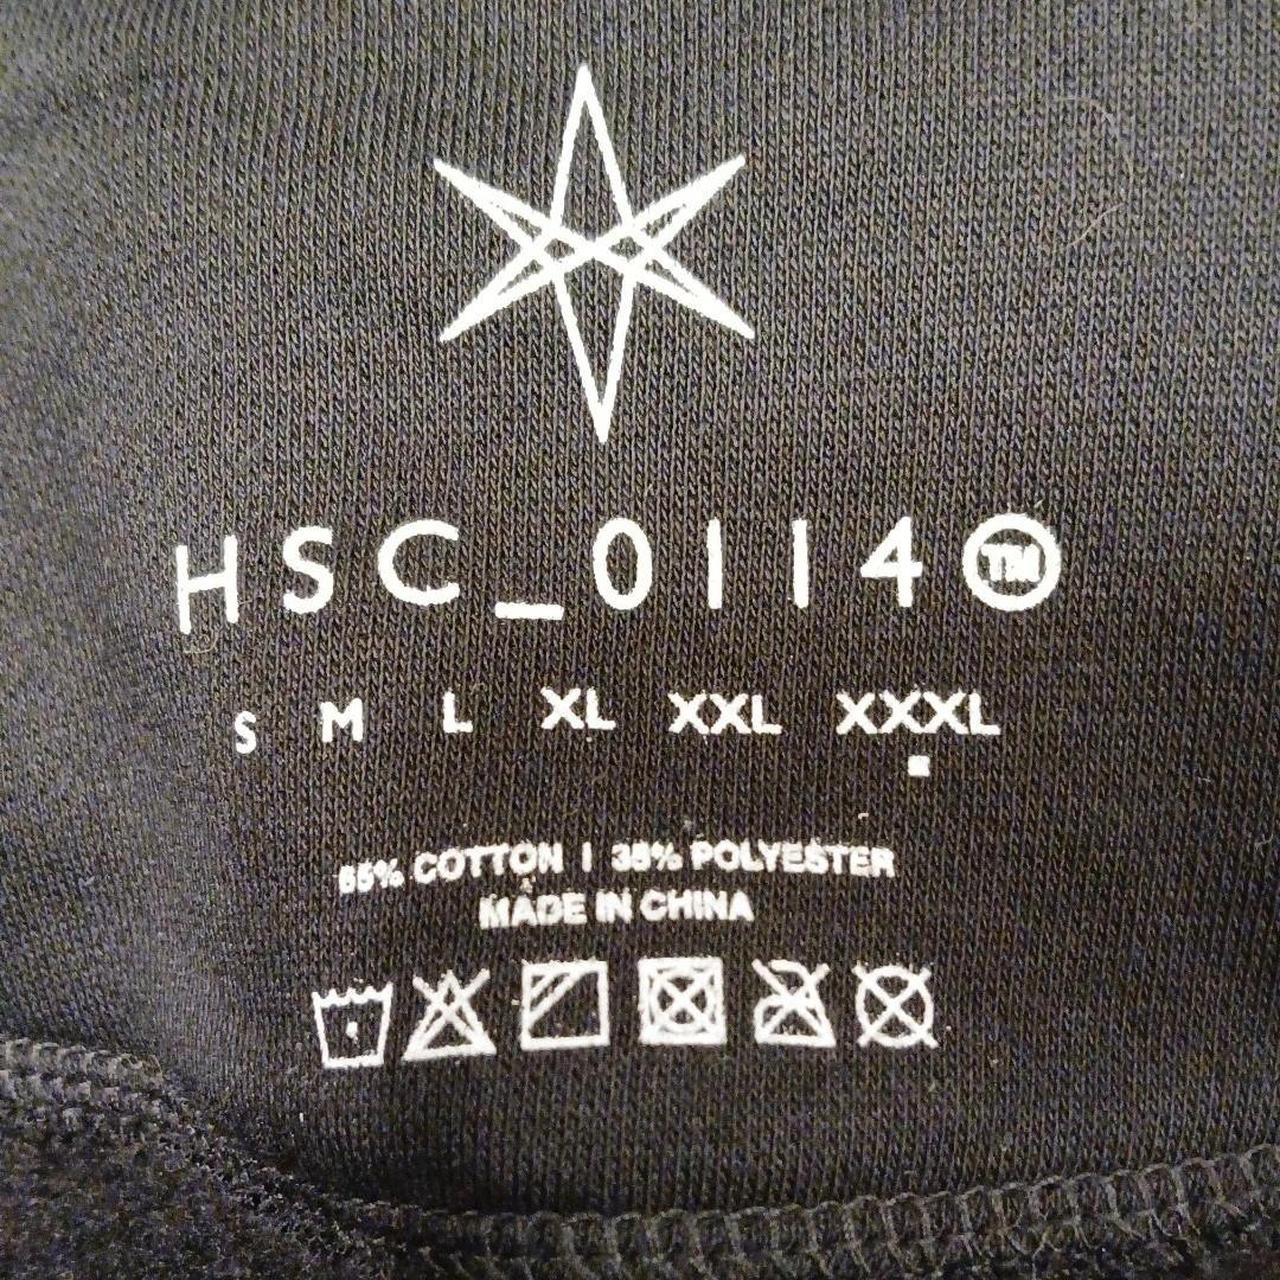 HSC_0114™
S M L XL XXL XXXL
65% COTTON | 35% POLYESTER
MADE IN CHINA